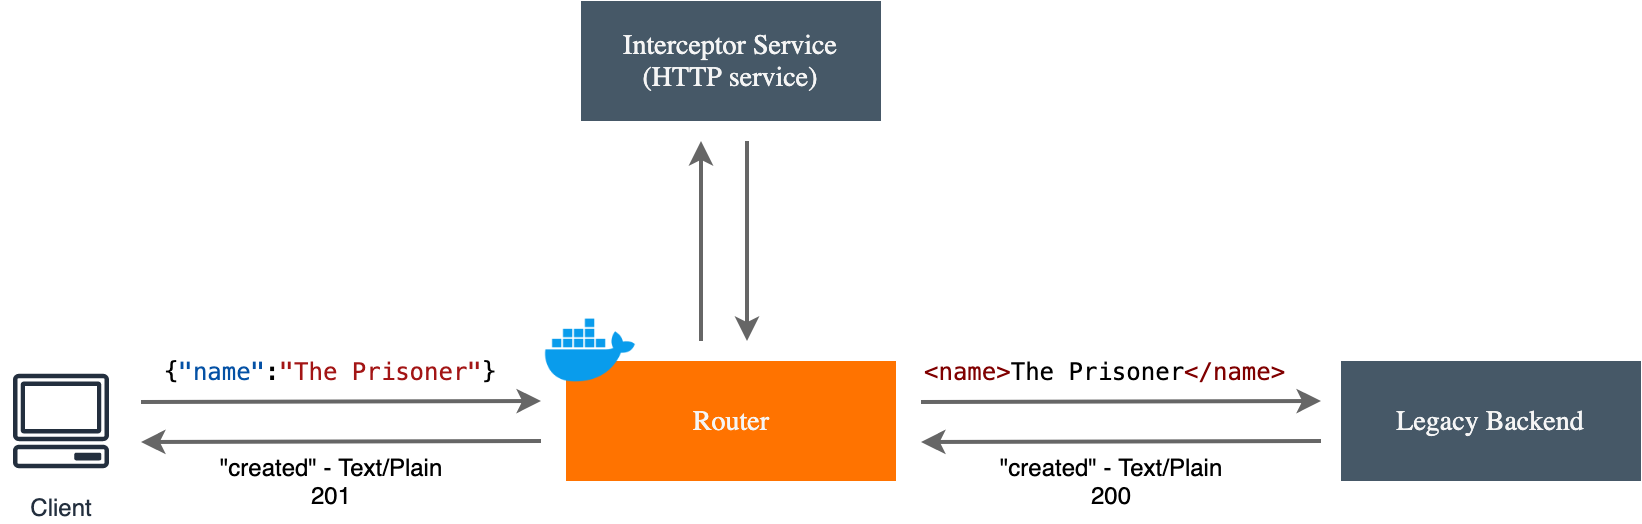 Interceptor Service
(HTTP service)
{"name":"The Prisoner"}
<name>The Prisoner</name>
Router
Legacy Backend
"created" - Text/Plain
201
"created" - Text/Plain
200
Client